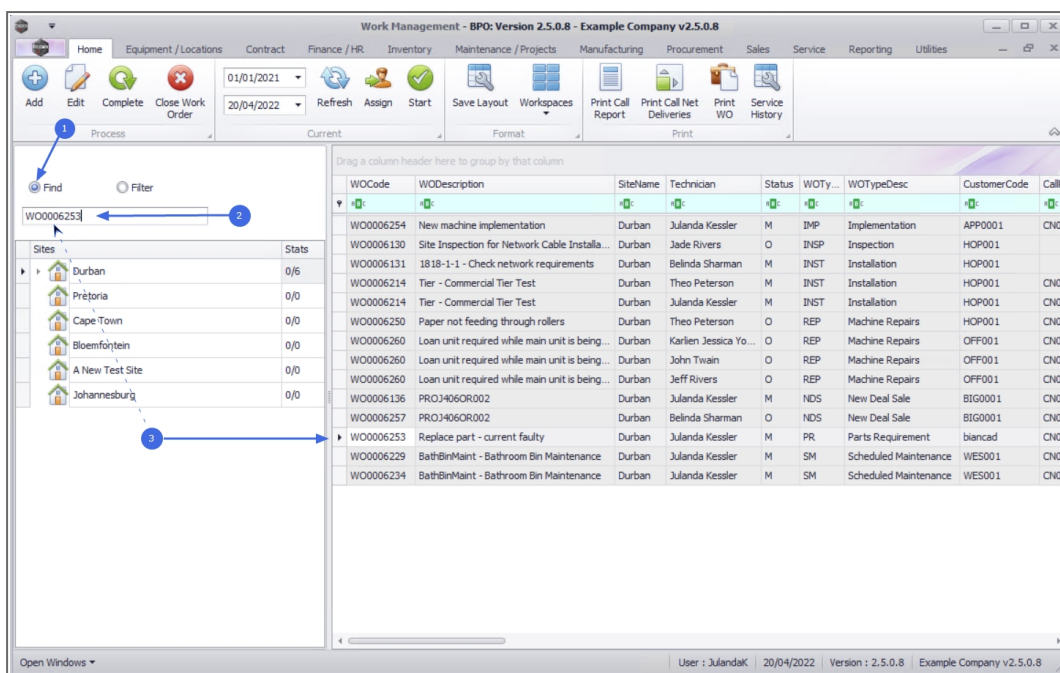 Work Management - BPO: Version 2.5.0.8 - Example Company v2.5.0.8
Home Equipment / Locations Contract Finance / HR Inventory Maintenance / Projects Manufacturing Procurement Sales Service Reporting Utilities
01/01/2021
20/04/2022
Add Edit Complete Close Work Order Refresh Assign Start Save Layout Workspaces Print Call Report Print Call Net Deliveries Print WO Service History
Process Current Format Print
1
Find Filter
WO0006253
2
Sites Stats
Durban 0/6
Pretoria 0/0
Cape Town 0/0
Bloemfontein 0/0
A New Test Site 0/0
Johannesburg 0/0
3
Drag a column header here to group by that column
WOCode WODescription SiteName Technician Status WOTy... WOTypeDesc CustomerCode Call
WO0006254 New machine implementation Durban Julanda Kessler M IMP Implementation APP0001 CN0
WO0006130 Site Inspection for Network Cable Installa... Durban Jade Rivers O INSP Inspection HOP001
WO0006131 1818-1-1 - Check network requirements Durban Belinda Sharman M INST Installation HOP001
WO0006214 Tier - Commercial Tier Test Durban Theo Peterson M INST Installation HOP001 CN0
WO0006214 Tier - Commercial Tier Test Durban Julanda Kessler M INST Installation HOP001 CN0
WO0006250 Paper not feeding through rollers Durban Theo Peterson O REP Machine Repairs HOP001 CN0
WO0006260 Loan unit required while main unit is being... Durban Karlien Jessica Yo... O REP Machine Repairs OFF001 CN0
WO0006260 Loan unit required while main unit is being... Durban John Twain O REP Machine Repairs OFF001 CN0
WO0006260 Loan unit required while main unit is being... Durban Jeff Rivers O REP Machine Repairs OFF001 CN0
WO0006136 PROJ406OR002 Durban Julanda Kessler M NDS New Deal Sale BIG0001 CN0
WO0006257 PROJ406OR002 Durban Belinda Sharman O NDS New Deal Sale BIG0001 CN0
WO0006253 Replace part - current faulty Durban Julanda Kessler M PR Parts Requirement biancad CN0
WO0006229 BathBinMaint - Bathroom Bin Maintenance Durban Julanda Kessler M SM Scheduled Maintenance WES001 CN0
WO0006234 BathBinMaint - Bathroom Bin Maintenance Durban Julanda Kessler M SM Scheduled Maintenance WES001 CN0
Open Windows User : JulandaK 20/04/2022 Version : 2.5.0.8 Example Company v2.5.0.8